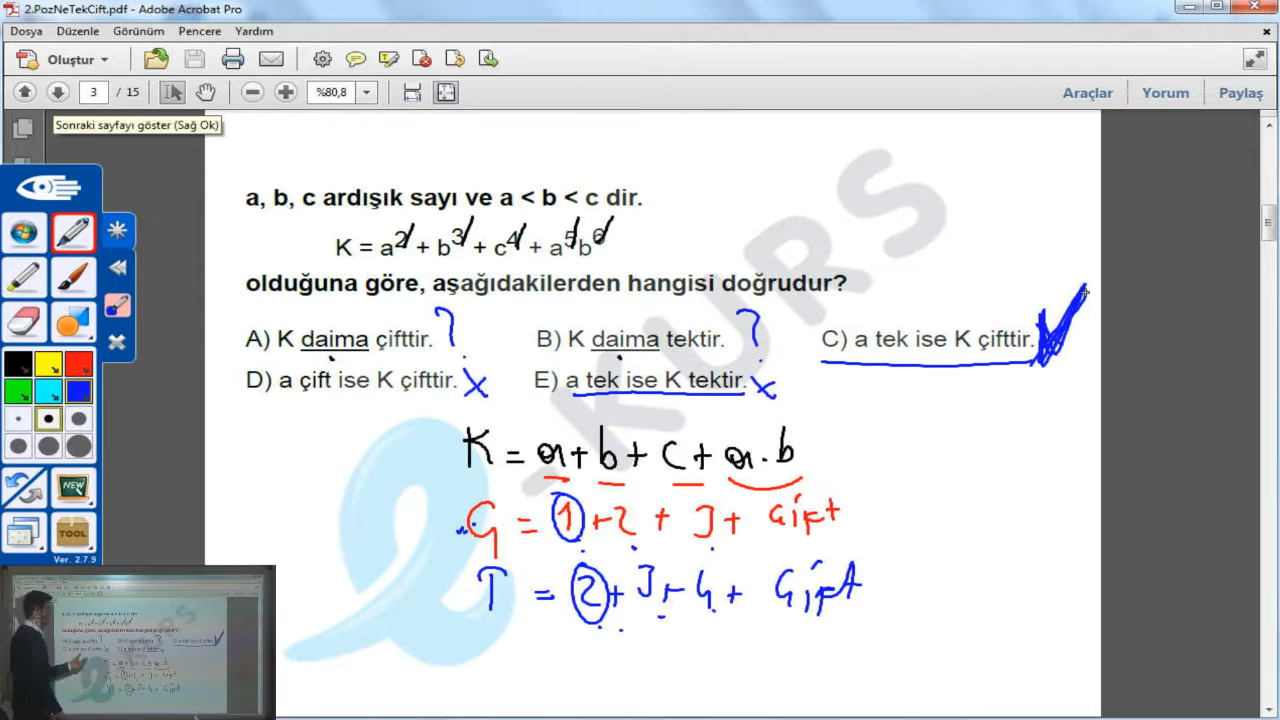 2.PozNeTekCift.pdf - Adobe Acrobat Pro
Dosya Düzenle Görünüm Pencere Yardım
Oluştur
3 / 15 %80,8 Araçlar Yorum Paylaş
Sonraki sayfayı göster (Sağ Ok)
a, b, c ardışık sayı ve a < b < c dir.
K = a² + b³ + c⁴ + a⁵b⁶
olduğuna göre, aşağıdakilerden hangisi doğrudur?
A) K daima çifttir. ? B) K daima tektir. ? C) a tek ise K çifttir.
D) a çift ise K çifttir. x E) a tek ise K tektir. x
K = a + b + c + a.b
Ç = 1 + 2 + 3 + Çift
T = 2 + 3 + 4 + Çift
-KURS
NEW
TOOL
Ver. 2.7.9